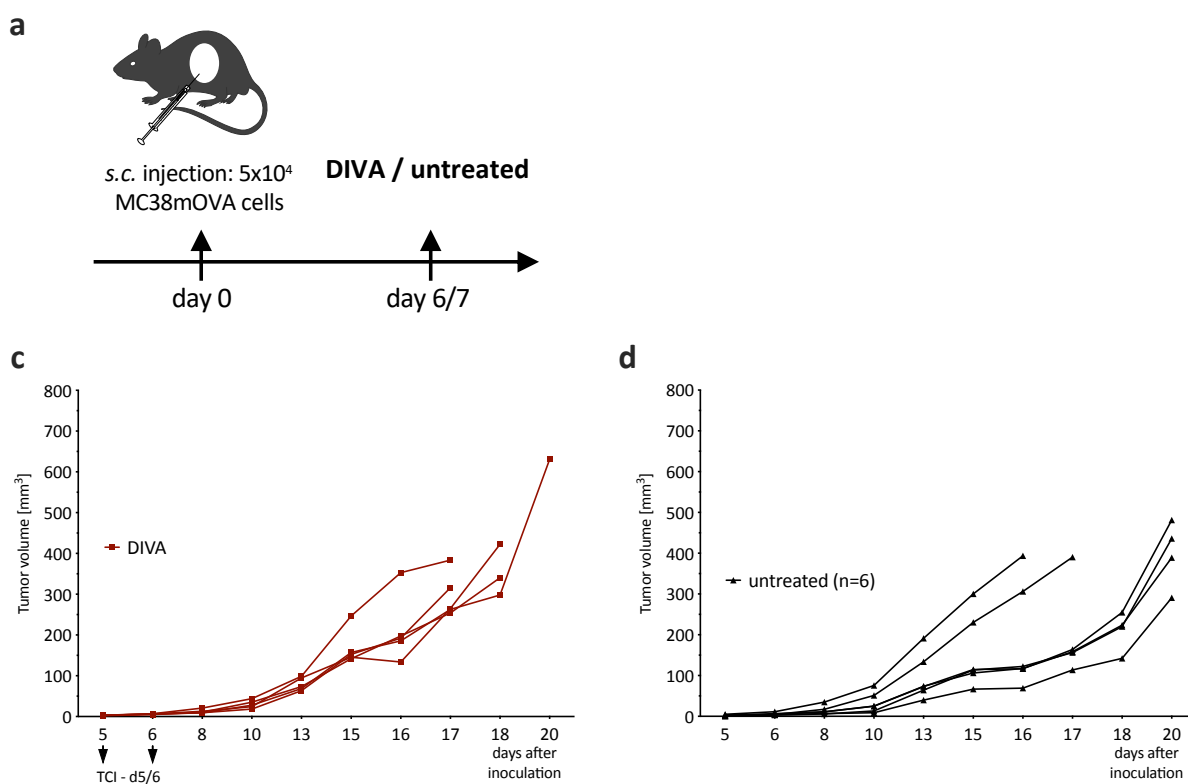 a
s.c. injection: 5x10⁴
MC38mOVA cells
DIVA / untreated
day 0
day 6/7
c
Tumor volume [mm³]
800
700
600
500
400
300
200
100
0
DIVA
5 6 8 10 13 15 16 17 18 20
TCI - d5/6
days after
inoculation
d
Tumor volume [mm³]
800
700
600
500
400
300
200
100
0
untreated (n=6)
5 6 8 10 13 15 16 17 18 20
days after
inoculation